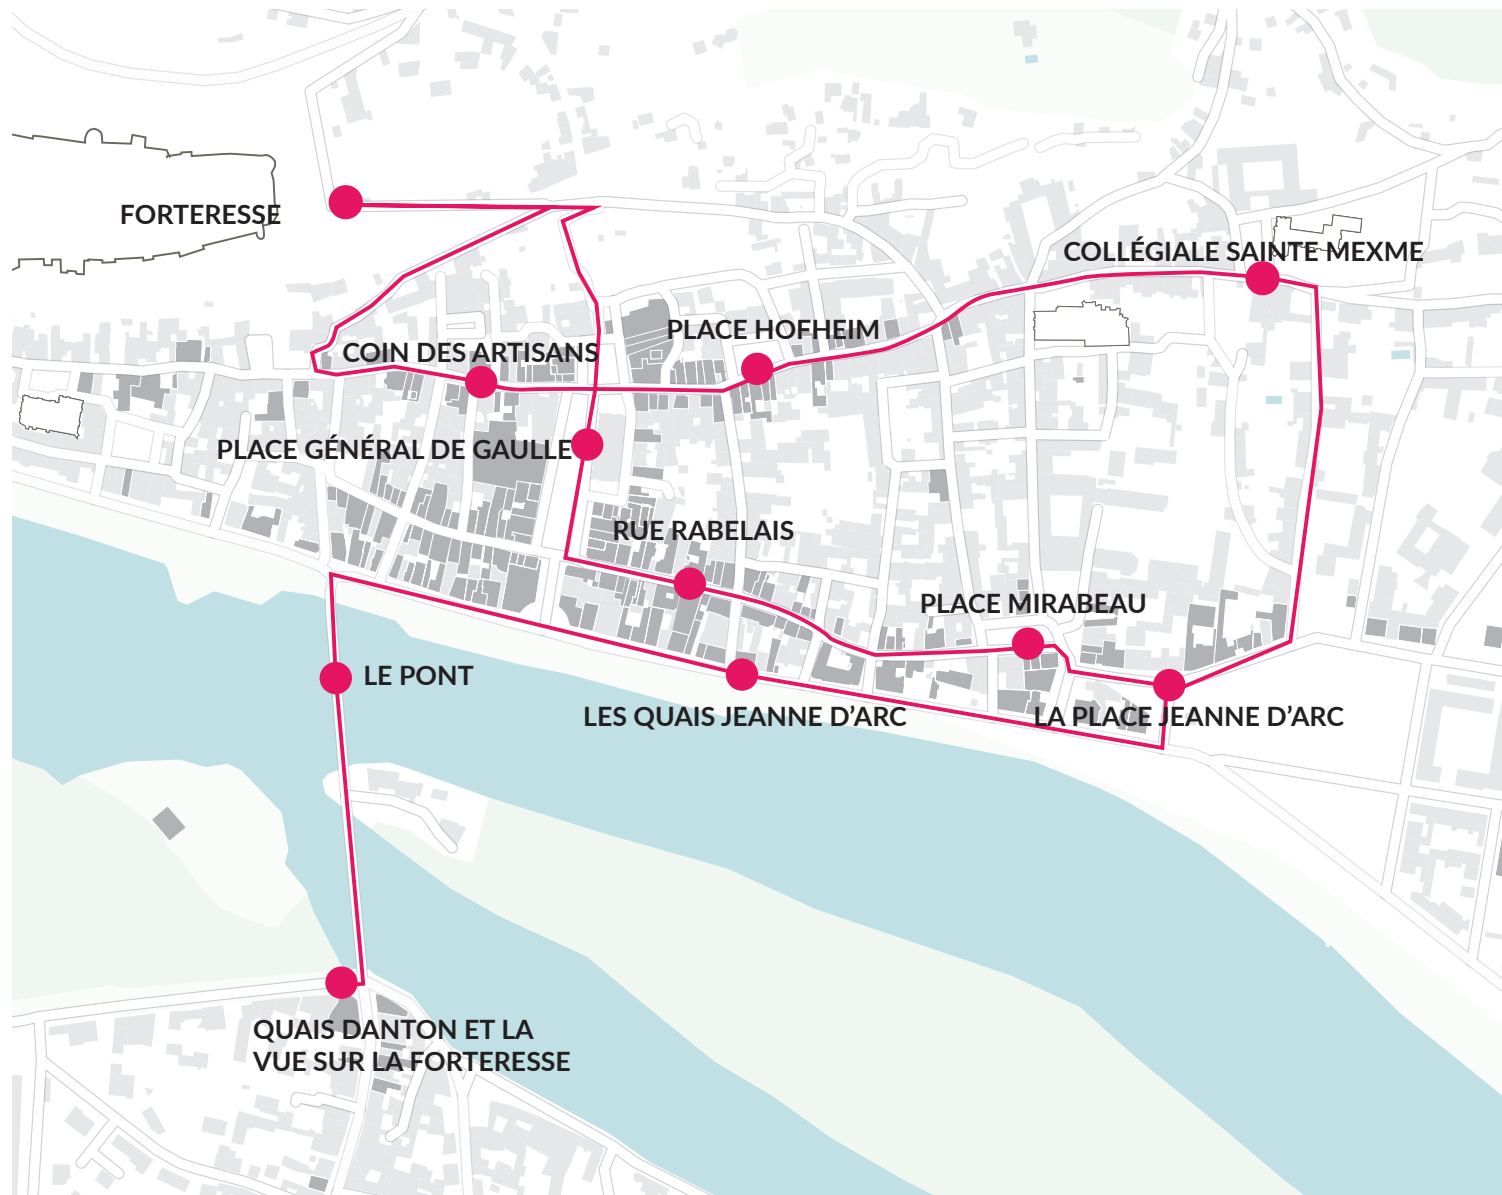 FORTERESSE
COLLÉGIALE SAINTE MEXME
PLACE HOFHEIM
COIN DES ARTISANS
PLACE GÉNÉRAL DE GAULLE
RUE RABELAIS
PLACE MIRABEAU
LE PONT
LES QUAIS JEANNE D’ARC
LA PLACE JEANNE D’ARC
QUAIS DANTON ET LA
VUE SUR LA FORTERESSE